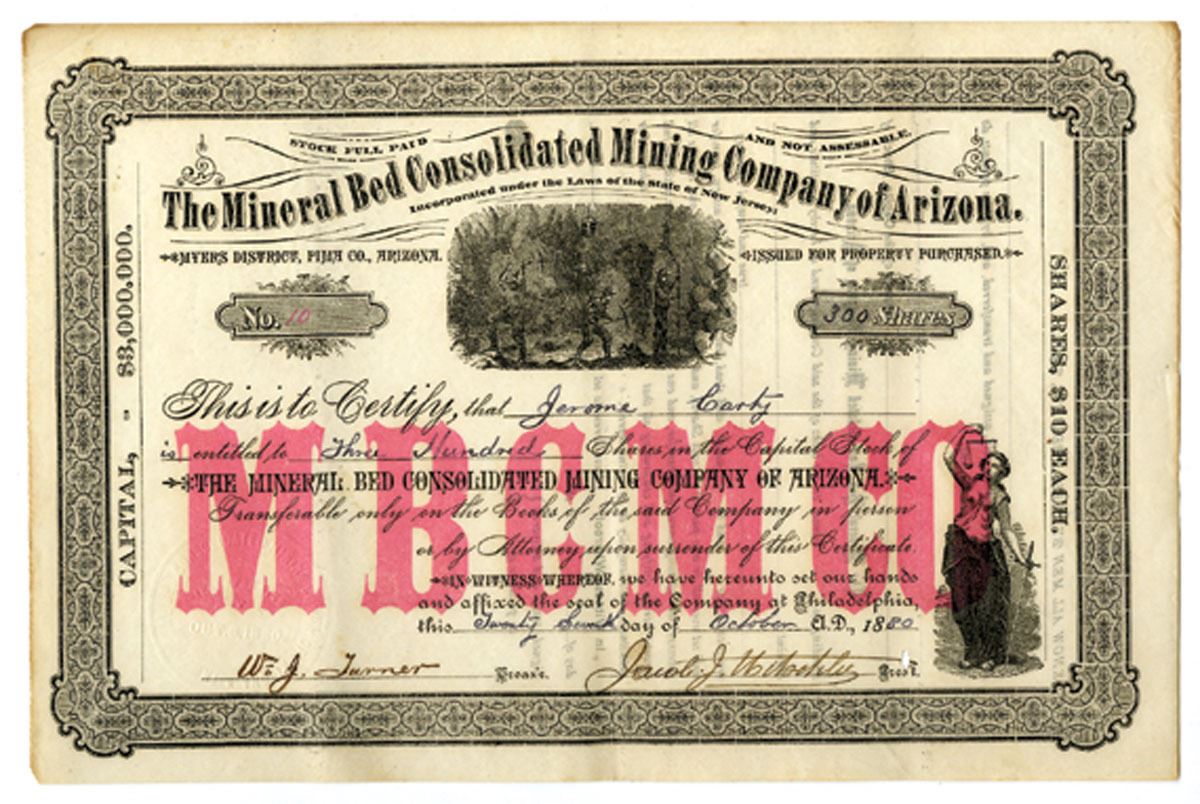 STOCK FULL PAID AND NOT ASSESSABLE.
The Mineral Bed Consolidated Mining Company of Arizona.
Incorporated under the Laws of the State of New Jersey:
MYERS DISTRICT, PIMA CO., ARIZONA.
ISSUED FOR PROPERTY PURCHASED.
No. 10
300 Shares
CAPITAL, - $3,000,000.
SHARES, $10 EACH.
This is to Certify, that Jerome Carty
is entitled to Three Hundred Shares in the Capital Stock of
THE MINERAL BED CONSOLIDATED MINING COMPANY OF ARIZONA.
Transferable only on the Books of the said Company in person
or by Attorney upon surrender of this Certificate.
IN WITNESS WHEREOF, we have hereunto set our hands
and affixed the seal of the Company at Philadelphia,
this Twenty Seventh day of October A.D., 1880
Wm J. Turner Treas'r. Jacob J. Pres't.
M B C M CO